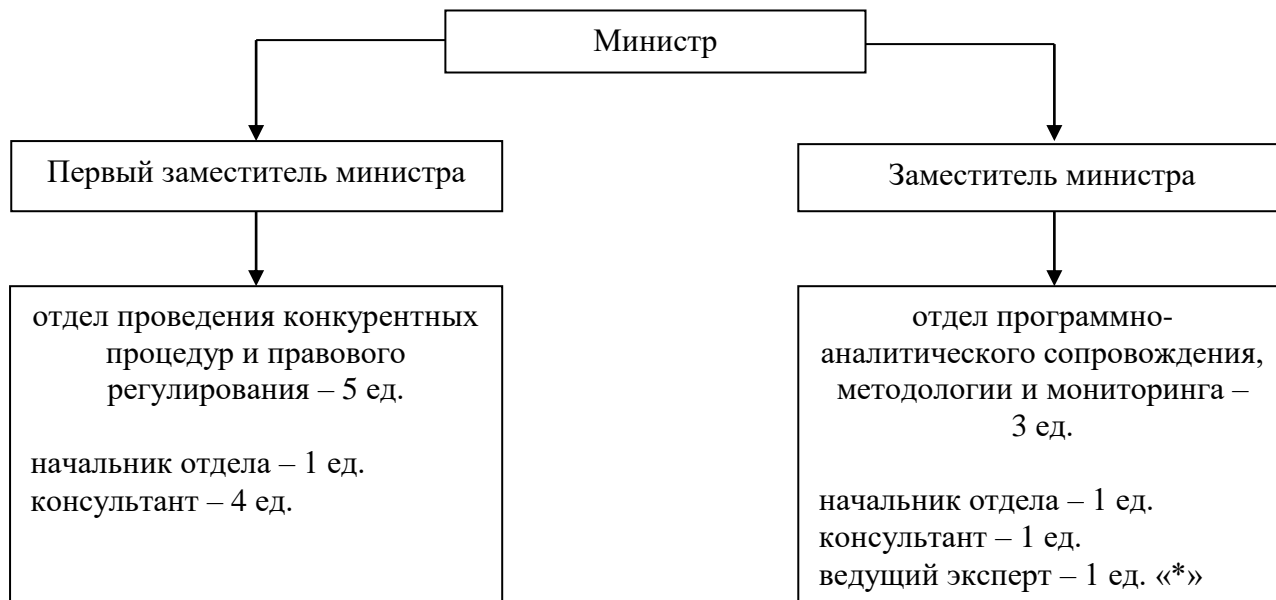 Министр
Первый заместитель министра
Заместитель министра
отдел проведения конкурентных
процедур и правового
регулирования – 5 ед.
начальник отдела – 1 ед.
консультант – 4 ед.
отдел программно-
аналитического сопровождения,
методологии и мониторинга –
3 ед.
начальник отдела – 1 ед.
консультант – 1 ед.
ведущий эксперт – 1 ед. «*»